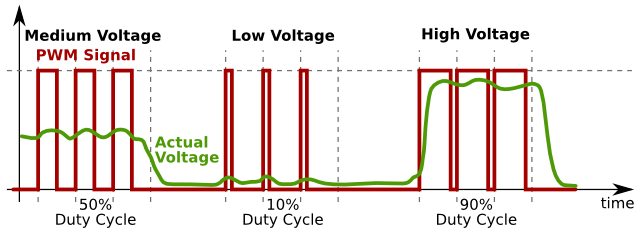 Medium Voltage
Low Voltage
High Voltage
PWM Signal
Actual
Voltage
50%
Duty Cycle
10%
Duty Cycle
90%
Duty Cycle
time